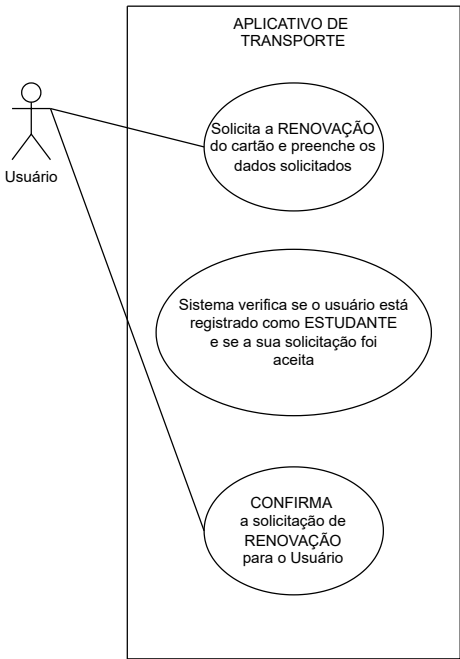 APLICATIVO DE
TRANSPORTE
Usuário
Solicita a RENOVAÇÃO
do cartão e preenche os
dados solicitados
Sistema verifica se o usuário está
registrado como ESTUDANTE
e se a sua solicitação foi
aceita
CONFIRMA
a solicitação de
RENOVAÇÃO
para o Usuário